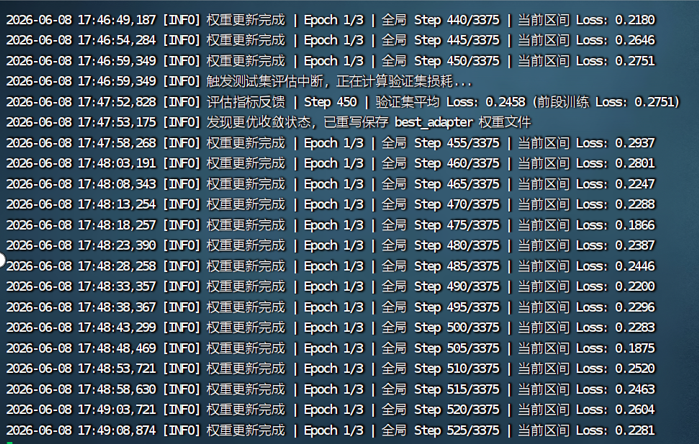 2026-06-08 17:46:49,187 [INFO] 权重更新完成 | Epoch 1/3 | 全局 Step 440/3375 | 当前区间 Loss: 0.2180
2026-06-08 17:46:54,284 [INFO] 权重更新完成 | Epoch 1/3 | 全局 Step 445/3375 | 当前区间 Loss: 0.2646
2026-06-08 17:46:59,349 [INFO] 权重更新完成 | Epoch 1/3 | 全局 Step 450/3375 | 当前区间 Loss: 0.2751
2026-06-08 17:46:59,349 [INFO] 触发测试集评估中断, 正在计算验证集损耗...
2026-06-08 17:47:52,828 [INFO] 评估指标反馈 | Step 450 | 验证集平均 Loss: 0.2458 (前段训练 Loss: 0.2751)
2026-06-08 17:47:53,175 [INFO] 发现更优收敛状态, 已重写保存 best_adapter 权重文件
2026-06-08 17:47:58,268 [INFO] 权重更新完成 | Epoch 1/3 | 全局 Step 455/3375 | 当前区间 Loss: 0.2937
2026-06-08 17:48:03,191 [INFO] 权重更新完成 | Epoch 1/3 | 全局 Step 460/3375 | 当前区间 Loss: 0.2801
2026-06-08 17:48:08,343 [INFO] 权重更新完成 | Epoch 1/3 | 全局 Step 465/3375 | 当前区间 Loss: 0.2247
2026-06-08 17:48:13,254 [INFO] 权重更新完成 | Epoch 1/3 | 全局 Step 470/3375 | 当前区间 Loss: 0.2288
2026-06-08 17:48:18,257 [INFO] 权重更新完成 | Epoch 1/3 | 全局 Step 475/3375 | 当前区间 Loss: 0.1866
2026-06-08 17:48:23,390 [INFO] 权重更新完成 | Epoch 1/3 | 全局 Step 480/3375 | 当前区间 Loss: 0.2387
2026-06-08 17:48:28,258 [INFO] 权重更新完成 | Epoch 1/3 | 全局 Step 485/3375 | 当前区间 Loss: 0.2446
2026-06-08 17:48:33,357 [INFO] 权重更新完成 | Epoch 1/3 | 全局 Step 490/3375 | 当前区间 Loss: 0.2200
2026-06-08 17:48:38,367 [INFO] 权重更新完成 | Epoch 1/3 | 全局 Step 495/3375 | 当前区间 Loss: 0.2296
2026-06-08 17:48:43,299 [INFO] 权重更新完成 | Epoch 1/3 | 全局 Step 500/3375 | 当前区间 Loss: 0.2283
2026-06-08 17:48:48,469 [INFO] 权重更新完成 | Epoch 1/3 | 全局 Step 505/3375 | 当前区间 Loss: 0.1875
2026-06-08 17:48:53,721 [INFO] 权重更新完成 | Epoch 1/3 | 全局 Step 510/3375 | 当前区间 Loss: 0.2520
2026-06-08 17:48:58,630 [INFO] 权重更新完成 | Epoch 1/3 | 全局 Step 515/3375 | 当前区间 Loss: 0.2463
2026-06-08 17:49:03,721 [INFO] 权重更新完成 | Epoch 1/3 | 全局 Step 520/3375 | 当前区间 Loss: 0.2604
2026-06-08 17:49:08,874 [INFO] 权重更新完成 | Epoch 1/3 | 全局 Step 525/3375 | 当前区间 Loss: 0.2281